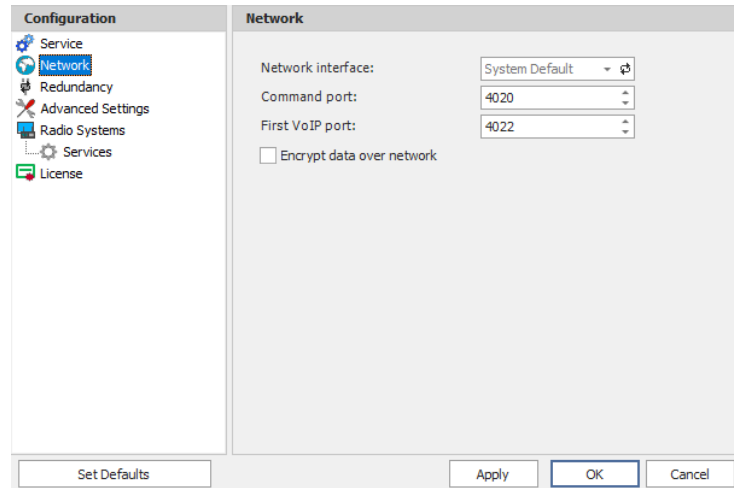 Configuration
Service
Network
Redundancy
Advanced Settings
Radio Systems
Services
License
Set Defaults
Network
Network interface: System Default
Command port: 4020
First VoIP port: 4022
Encrypt data over network
Apply OK Cancel